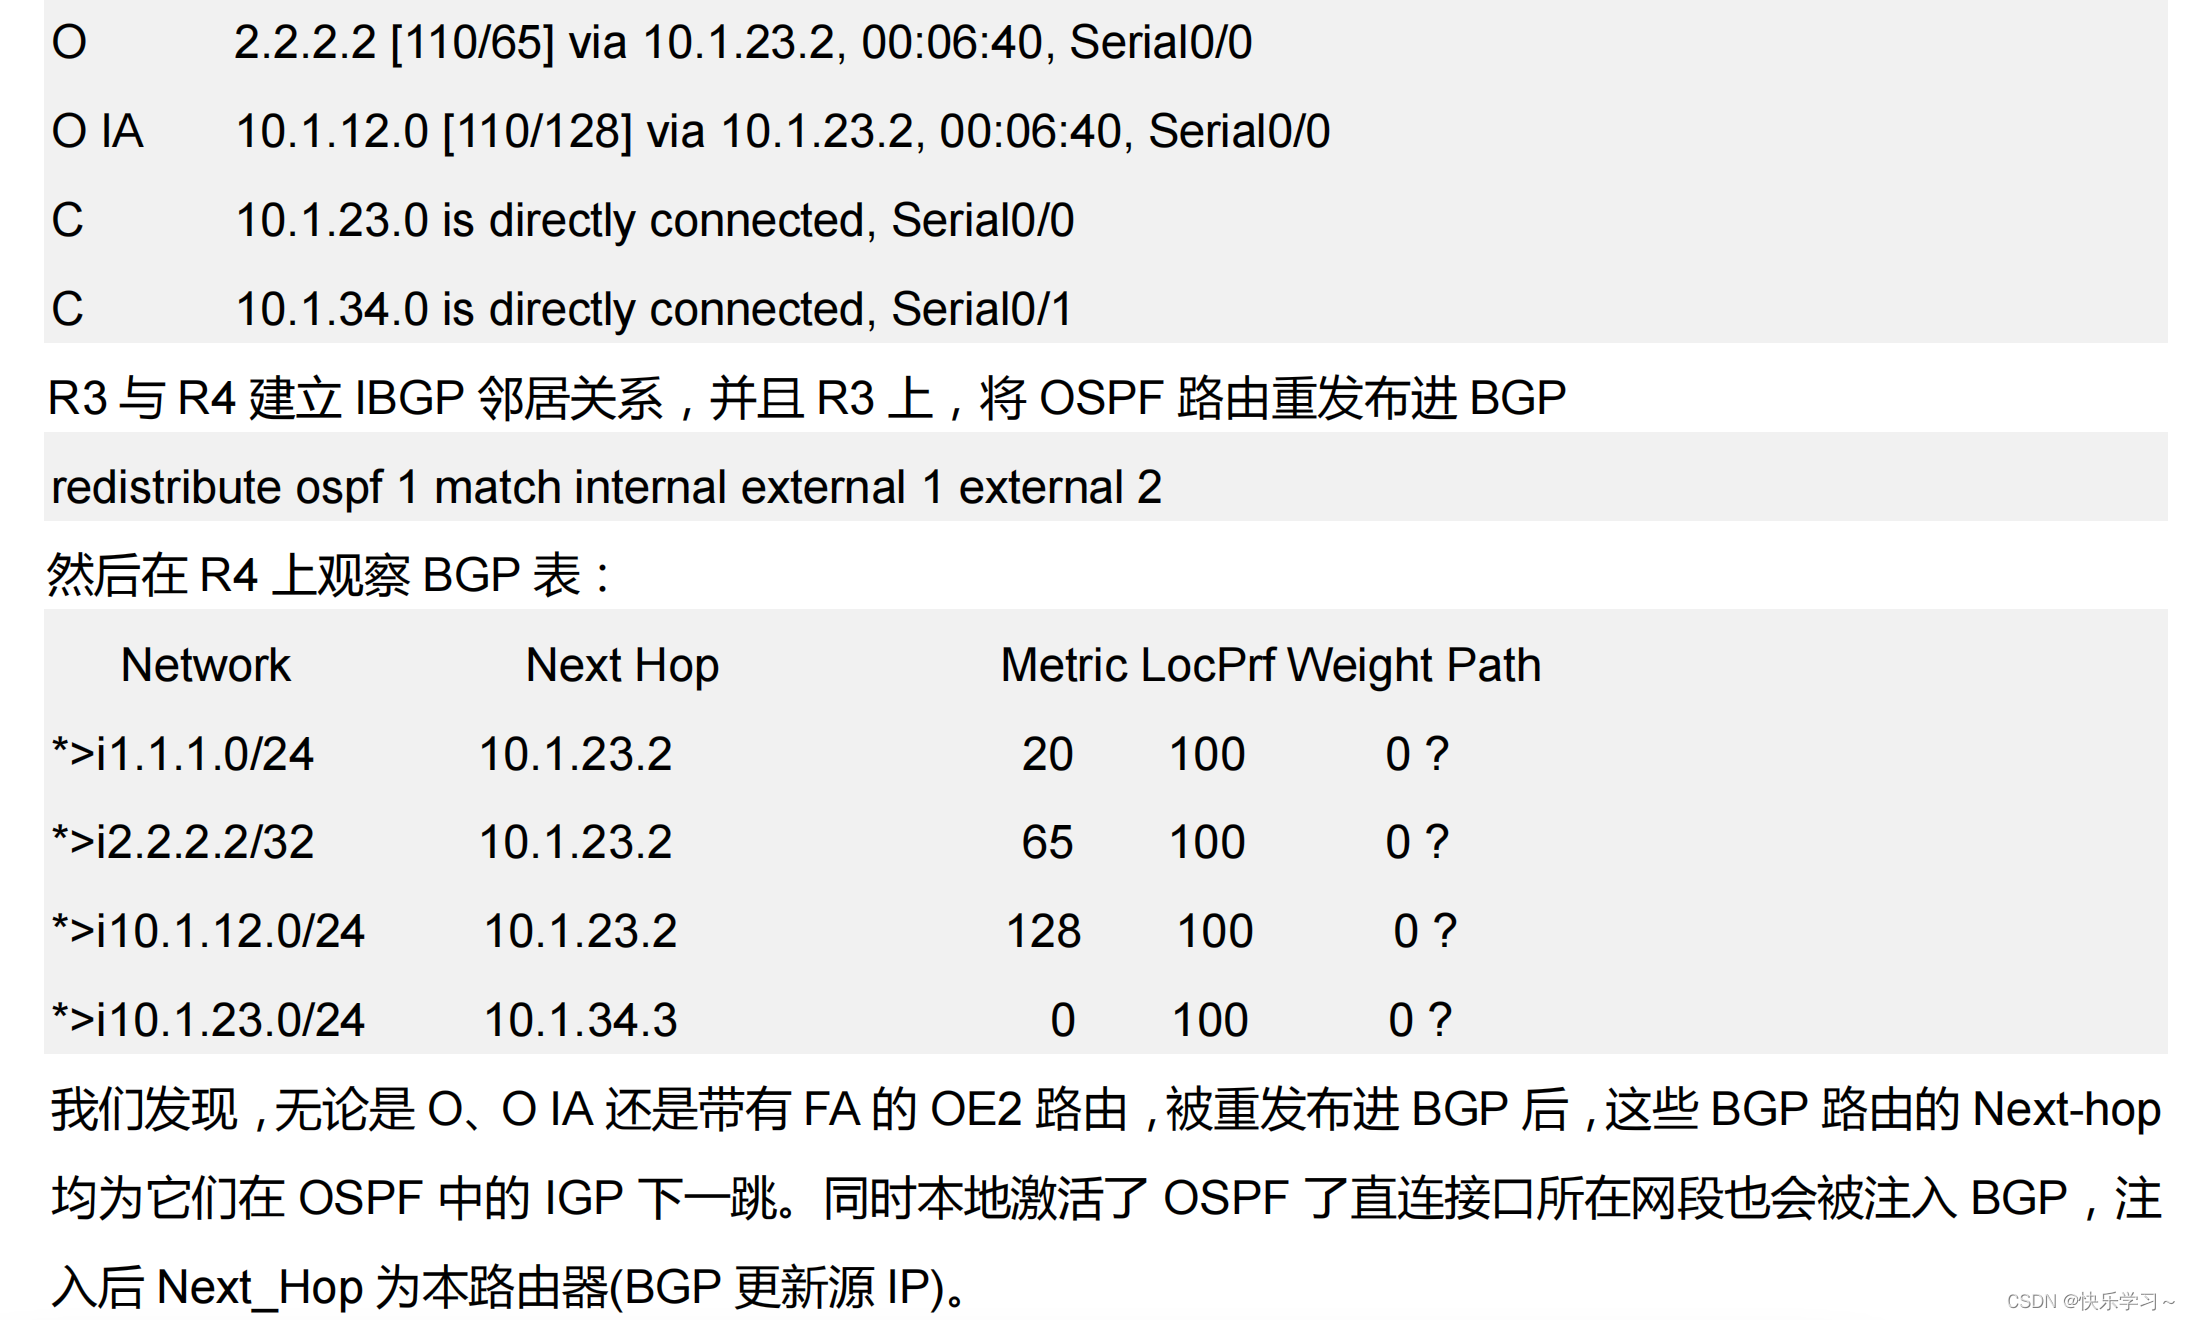 O 2.2.2.2 [110/65] via 10.1.23.2, 00:06:40, Serial0/0
O IA 10.1.12.0 [110/128] via 10.1.23.2, 00:06:40, Serial0/0
C 10.1.23.0 is directly connected, Serial0/0
C 10.1.34.0 is directly connected, Serial0/1
R3 与 R4 建立 IBGP 邻居关系，并且 R3 上，将 OSPF 路由重发布进 BGP
redistribute ospf 1 match internal external 1 external 2
然后在 R4 上观察 BGP 表：
Network Next Hop Metric LocPrf Weight Path
*>i1.1.1.0/24 10.1.23.2 20 100 0 ?
*>i2.2.2.2/32 10.1.23.2 65 100 0 ?
*>i10.1.12.0/24 10.1.23.2 128 100 0 ?
*>i10.1.23.0/24 10.1.34.3 0 100 0 ?
我们发现，无论是 O、O IA 还是带有 FA 的 OE2 路由，被重发布进 BGP 后，这些 BGP 路由的 Next-hop
均为它们在 OSPF 中的 IGP 下一跳。同时本地激活了 OSPF 了直连接口所在网段也会被注入 BGP，注
入后 Next_Hop 为本路由器(BGP 更新源 IP)。
CSDN @快乐学习~